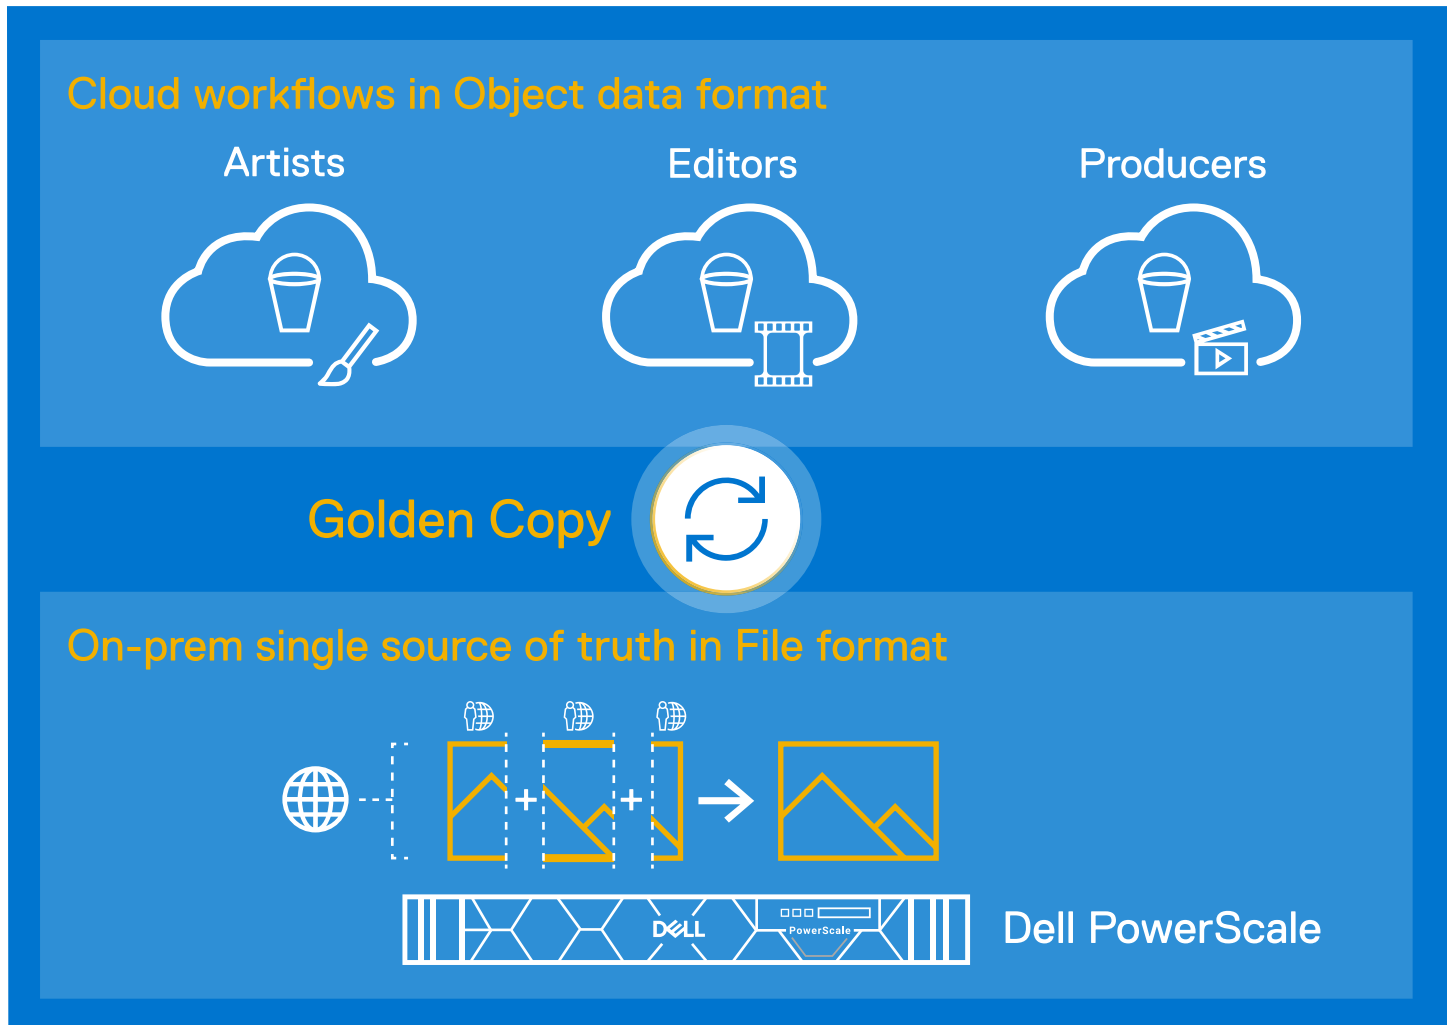 Cloud workflows in Object data format
Artists
Editors
Producers
Golden Copy
On-prem single source of truth in File format
DELL
PowerScale
Dell PowerScale